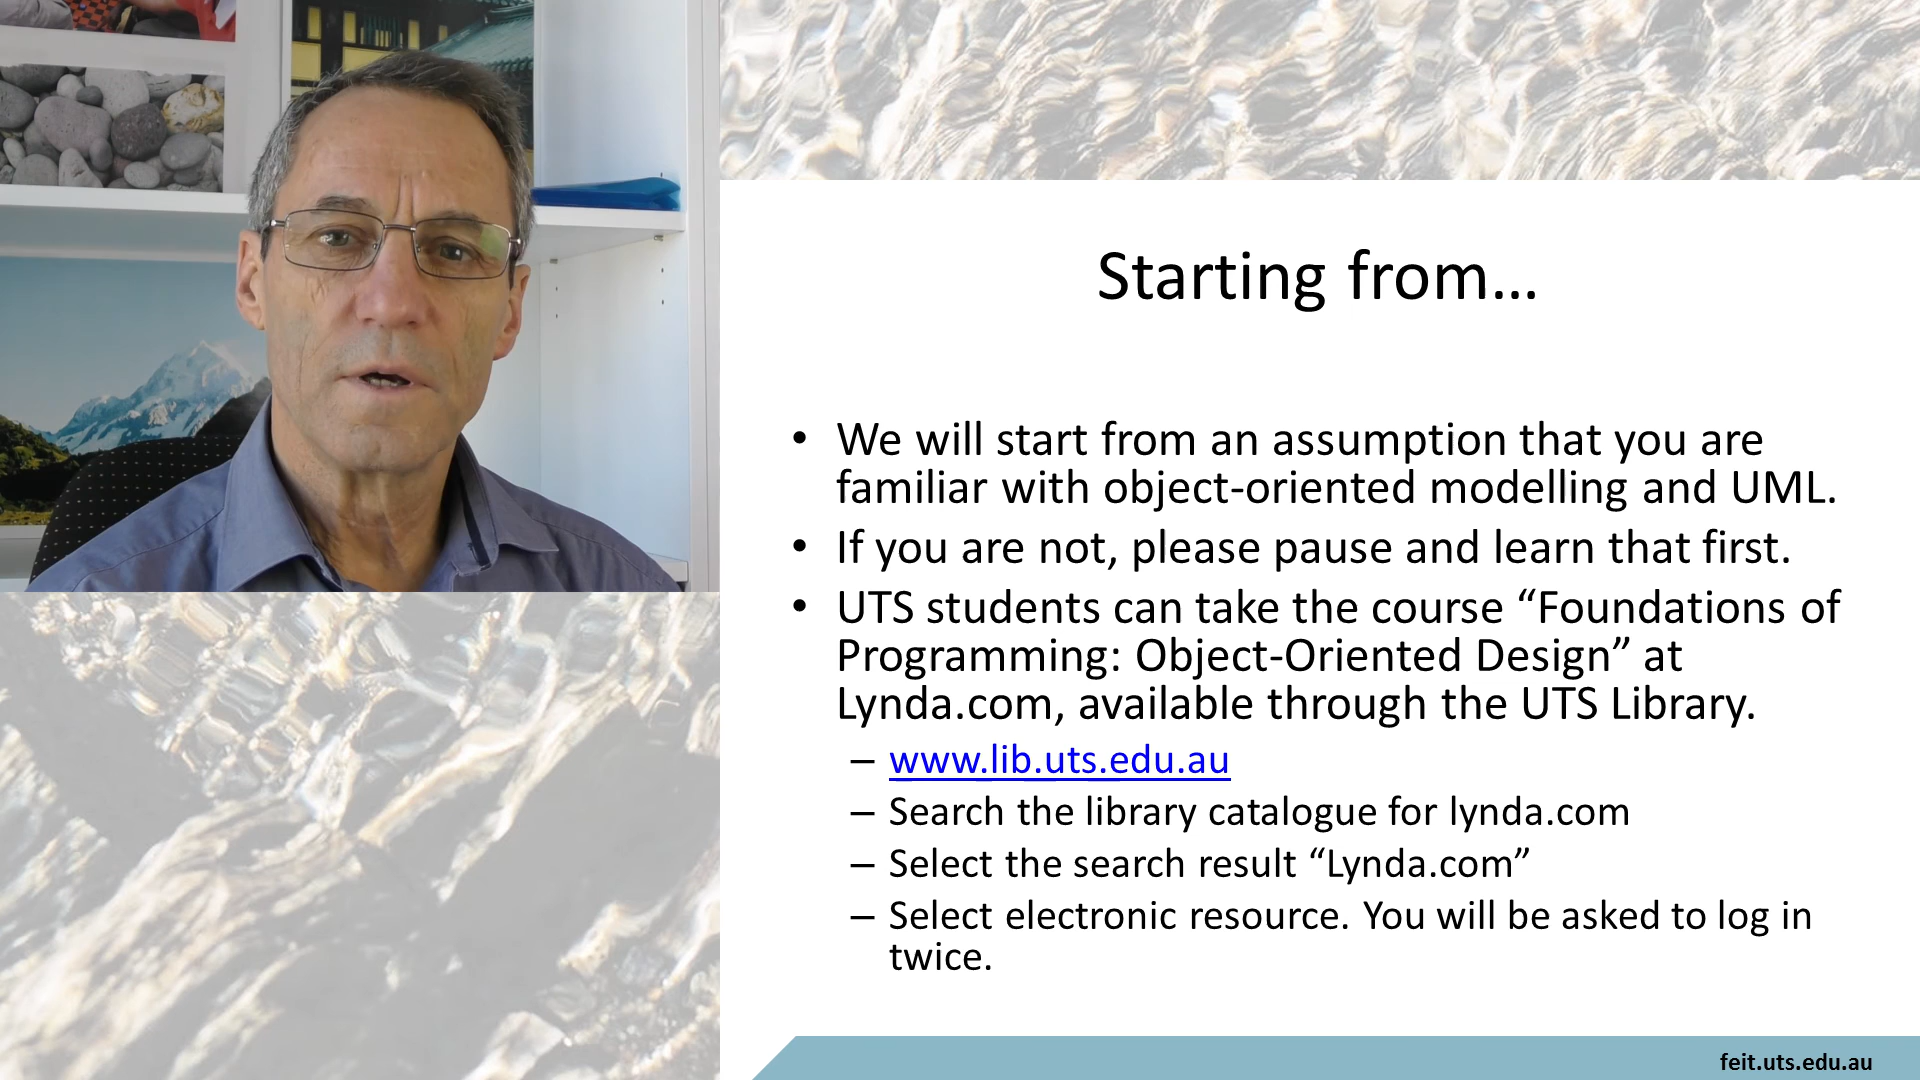 Starting from…
• We will start from an assumption that you are
familiar with object-oriented modelling and UML.
• If you are not, please pause and learn that first.
• UTS students can take the course “Foundations of
Programming: Object-Oriented Design” at
Lynda.com, available through the UTS Library.
– www.lib.uts.edu.au
– Search the library catalogue for lynda.com
– Select the search result “Lynda.com”
– Select electronic resource. You will be asked to log in
twice.
feit.uts.edu.au